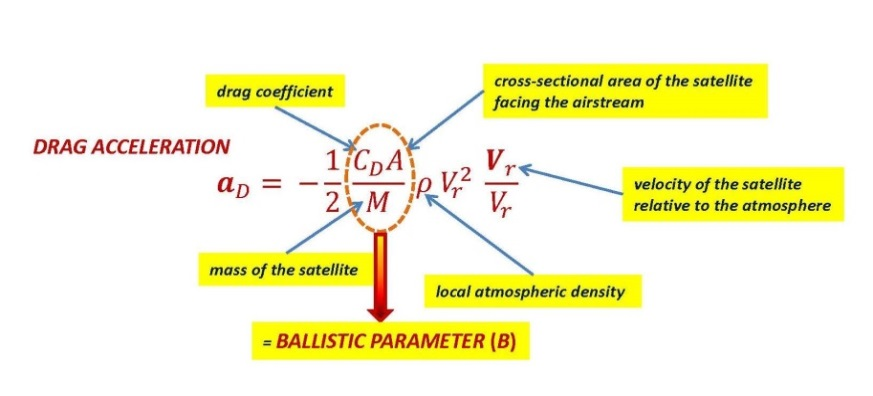 drag coefficient
cross-sectional area of the satellite
facing the airstream
DRAG ACCELERATION
a_D = − 1/2 C_D A / M ρ V_r^2 V_r / V_r
velocity of the satellite
relative to the atmosphere
mass of the satellite
local atmospheric density
= BALLISTIC PARAMETER (B)